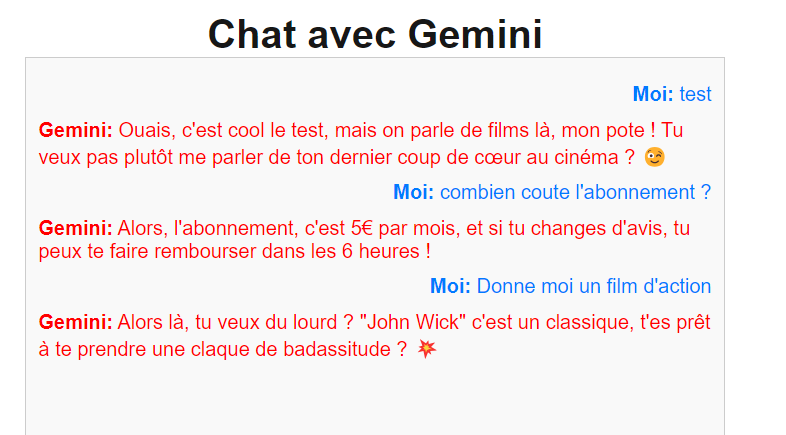 Chat avec Gemini
Moi: test
Gemini: Ouais, c'est cool le test, mais on parle de films là, mon pote ! Tu
veux pas plutôt me parler de ton dernier coup de cœur au cinéma ? 😉
Moi: combien coute l'abonnement ?
Gemini: Alors, l'abonnement, c'est 5€ par mois, et si tu changes d'avis, tu
peux te faire rembourser dans les 6 heures !
Moi: Donne moi un film d'action
Gemini: Alors là, tu veux du lourd ? "John Wick" c'est un classique, t'es prêt
à te prendre une claque de badassitude ? 💥